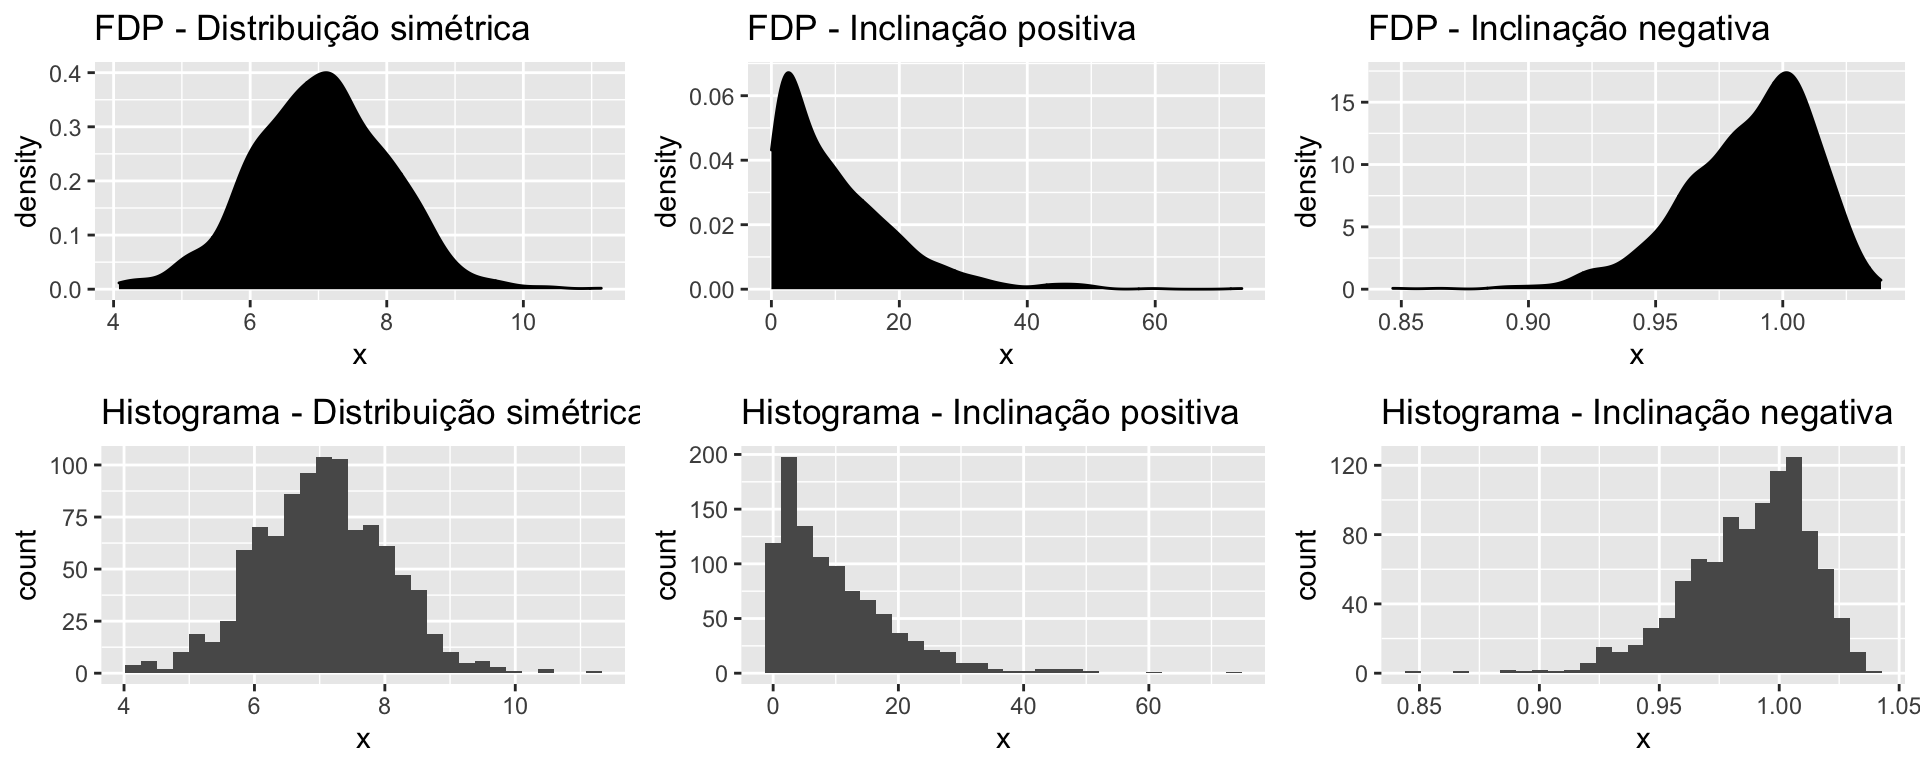 FDP - Distribuição simétrica
0.4
0.3
0.2
0.1
0.0
density
4 6 8 10
x
FDP - Inclinação positiva
0.06
0.04
0.02
0.00
density
0 20 40 60
x
FDP - Inclinação negativa
15
10
5
0
density
0.85 0.90 0.95 1.00
x
Histograma - Distribuição simétrica
100
75
50
25
0
count
4 6 8 10
x
Histograma - Inclinação positiva
200
150
100
50
0
count
0 20 40 60
x
Histograma - Inclinação negativa
120
80
40
0
count
0.85 0.90 0.95 1.00 1.05
x